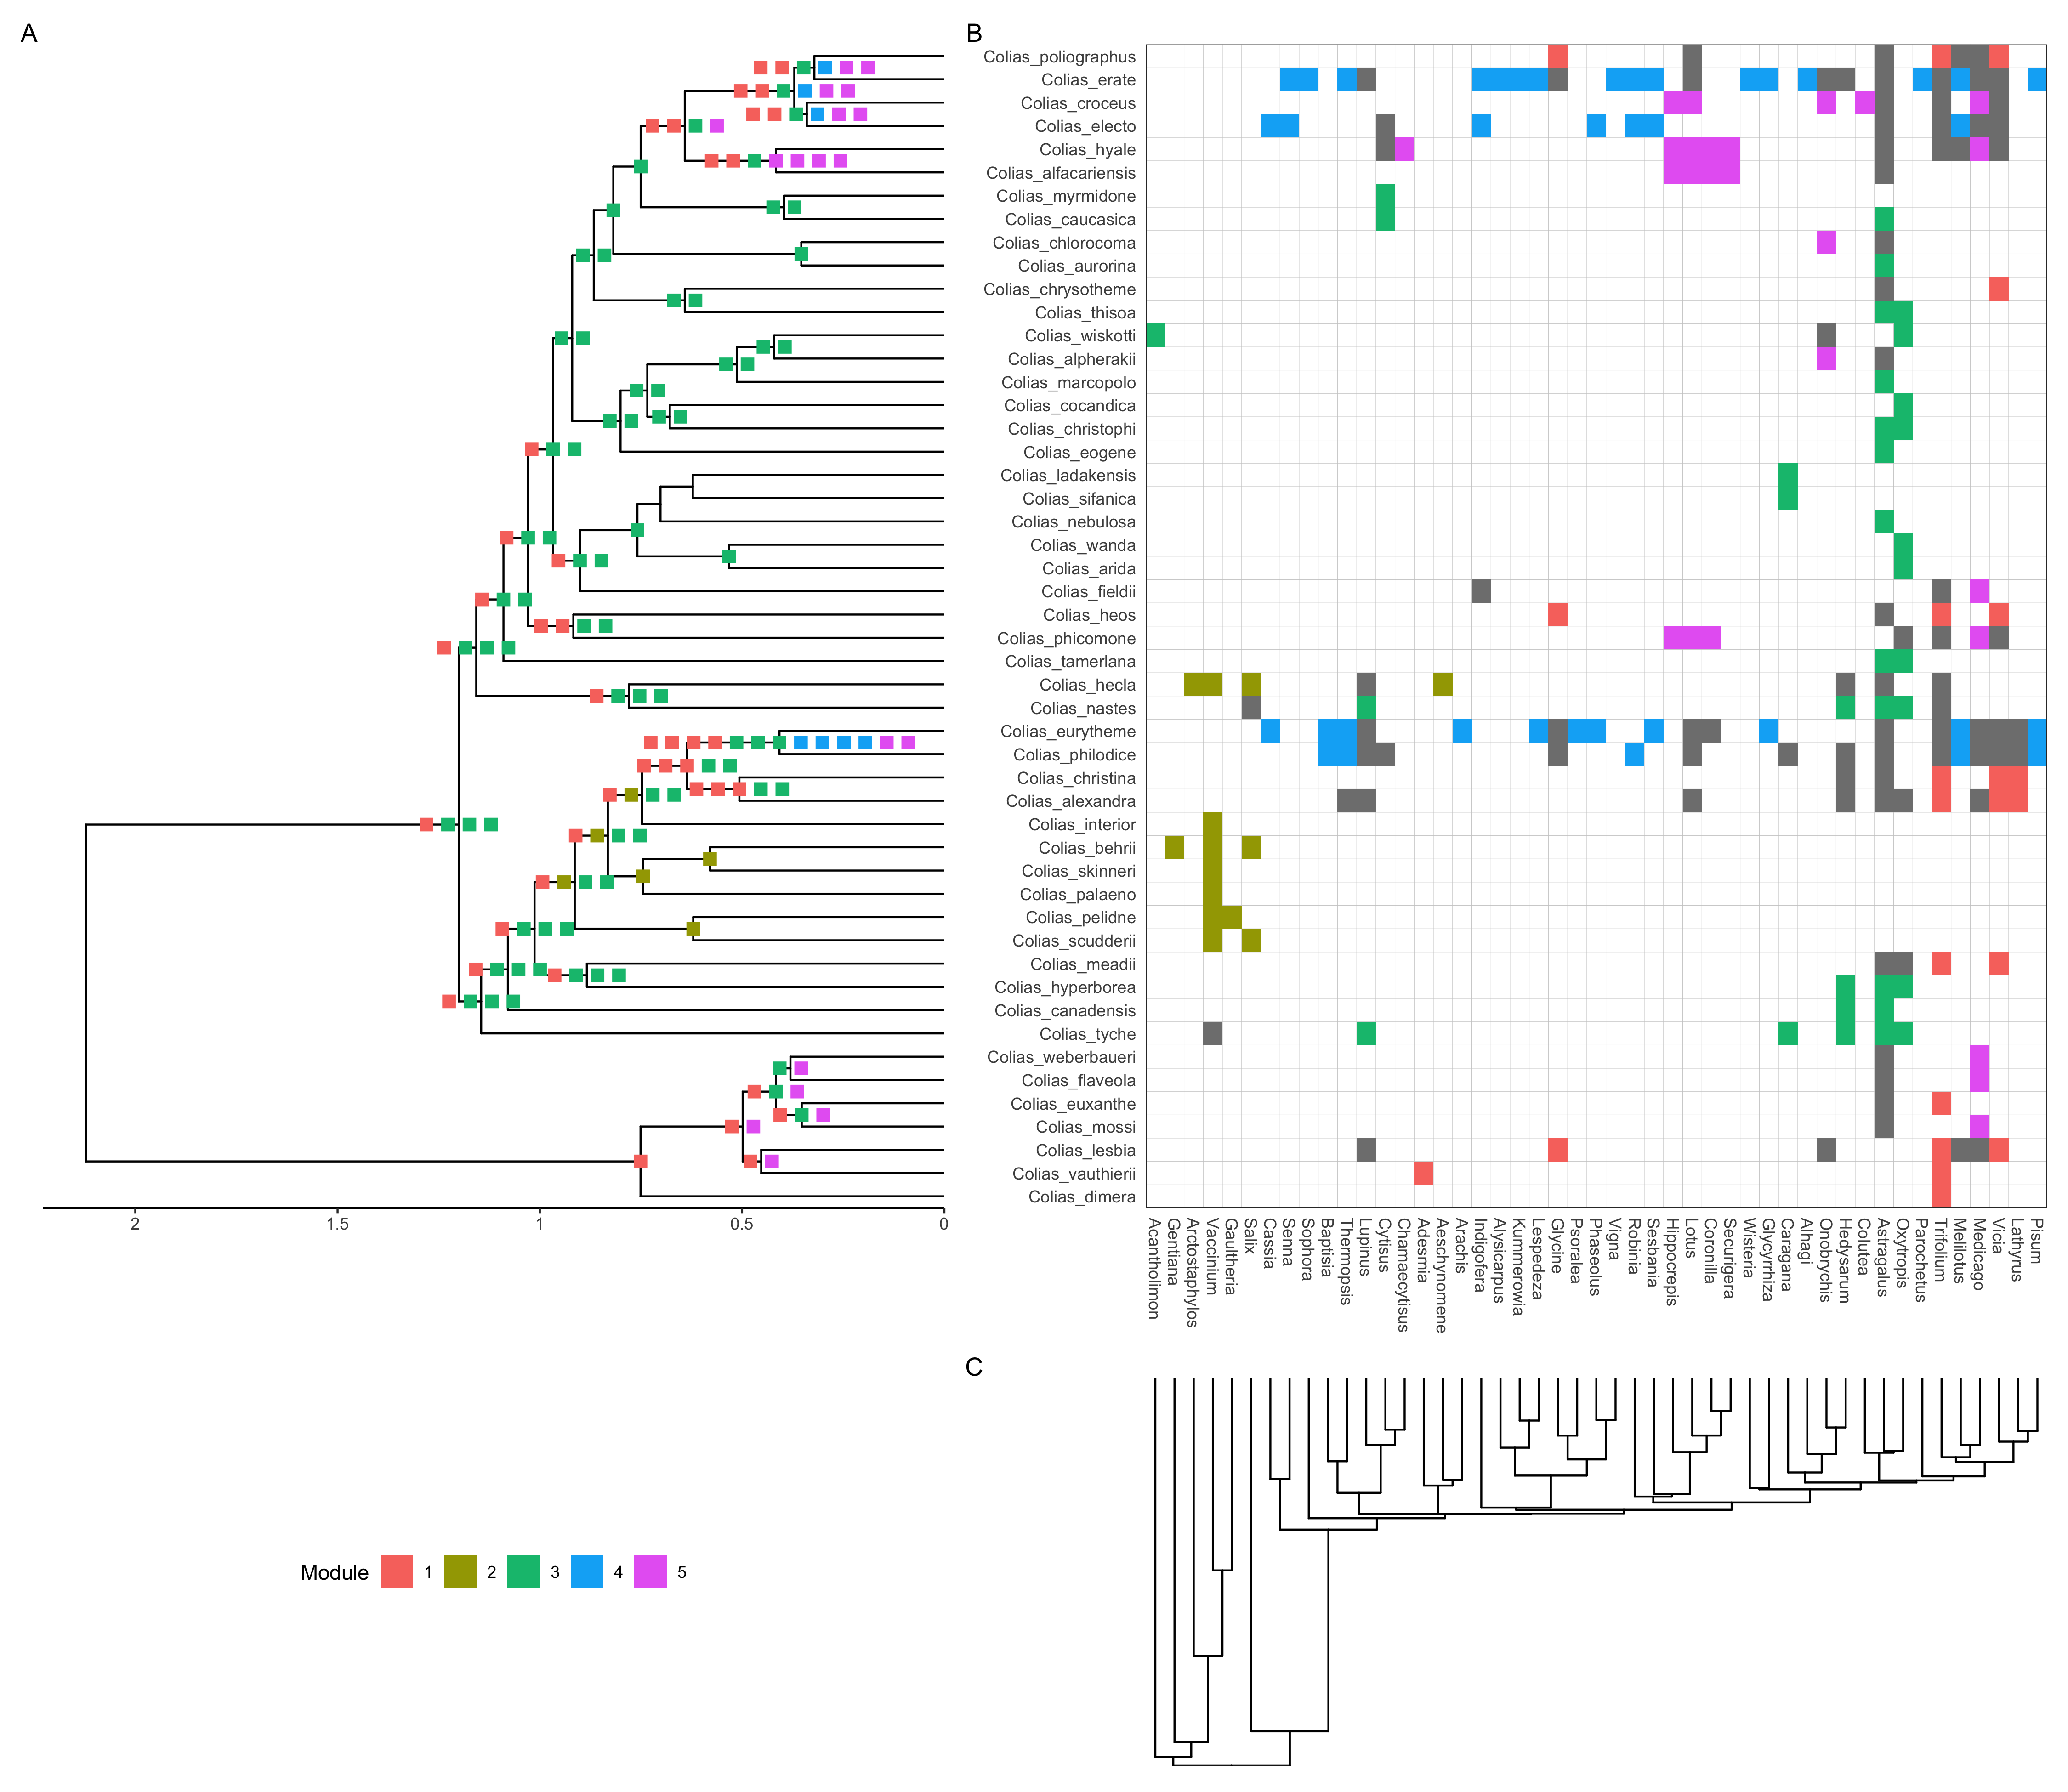 A
B
Colias_poliographus
Colias_erate
Colias_croceus
Colias_electo
Colias_hyale
Colias_alfacariensis
Colias_myrmidone
Colias_caucasica
Colias_chlorocoma
Colias_aurorina
Colias_chrysotheme
Colias_thisoa
Colias_wiskotti
Colias_alpherakii
Colias_marcopolo
Colias_cocandica
Colias_christophi
Colias_eogene
Colias_ladakensis
Colias_sifanica
Colias_nebulosa
Colias_wanda
Colias_arida
Colias_fieldii
Colias_heos
Colias_phicomone
Colias_tamerlana
Colias_hecla
Colias_nastes
Colias_eurytheme
Colias_philodice
Colias_christina
Colias_alexandra
Colias_interior
Colias_behrii
Colias_skinneri
Colias_palaeno
Colias_pelidne
Colias_scudderii
Colias_meadii
Colias_hyperborea
Colias_canadensis
Colias_tyche
Colias_weberbaueri
Colias_flaveola
Colias_euxanthe
Colias_mossi
Colias_lesbia
Colias_vauthierii
Colias_dimera
2 1.5 1 0.5 0
Acantholimon
Gentiana
Arctostaphylos
Vaccinium
Gaultheria
Salix
Cassia
Senna
Sophora
Baptisia
Thermopsis
Lupinus
Cytisus
Chamaecytisus
Adesmia
Aeschynomene
Arachis
Indigofera
Alysicarpus
Kummerowia
Lespedeza
Glycine
Psoralea
Phaseolus
Vigna
Robinia
Sesbania
Hippocrepis
Lotus
Coronilla
Securigera
Wisteria
Glycyrrhiza
Caragana
Alhagi
Onobrychis
Hedysarum
Colutea
Astragalus
Oxytropis
Parochetus
Trifolium
Melilotus
Medicago
Vicia
Lathyrus
Pisum
C
Module 1 2 3 4 5